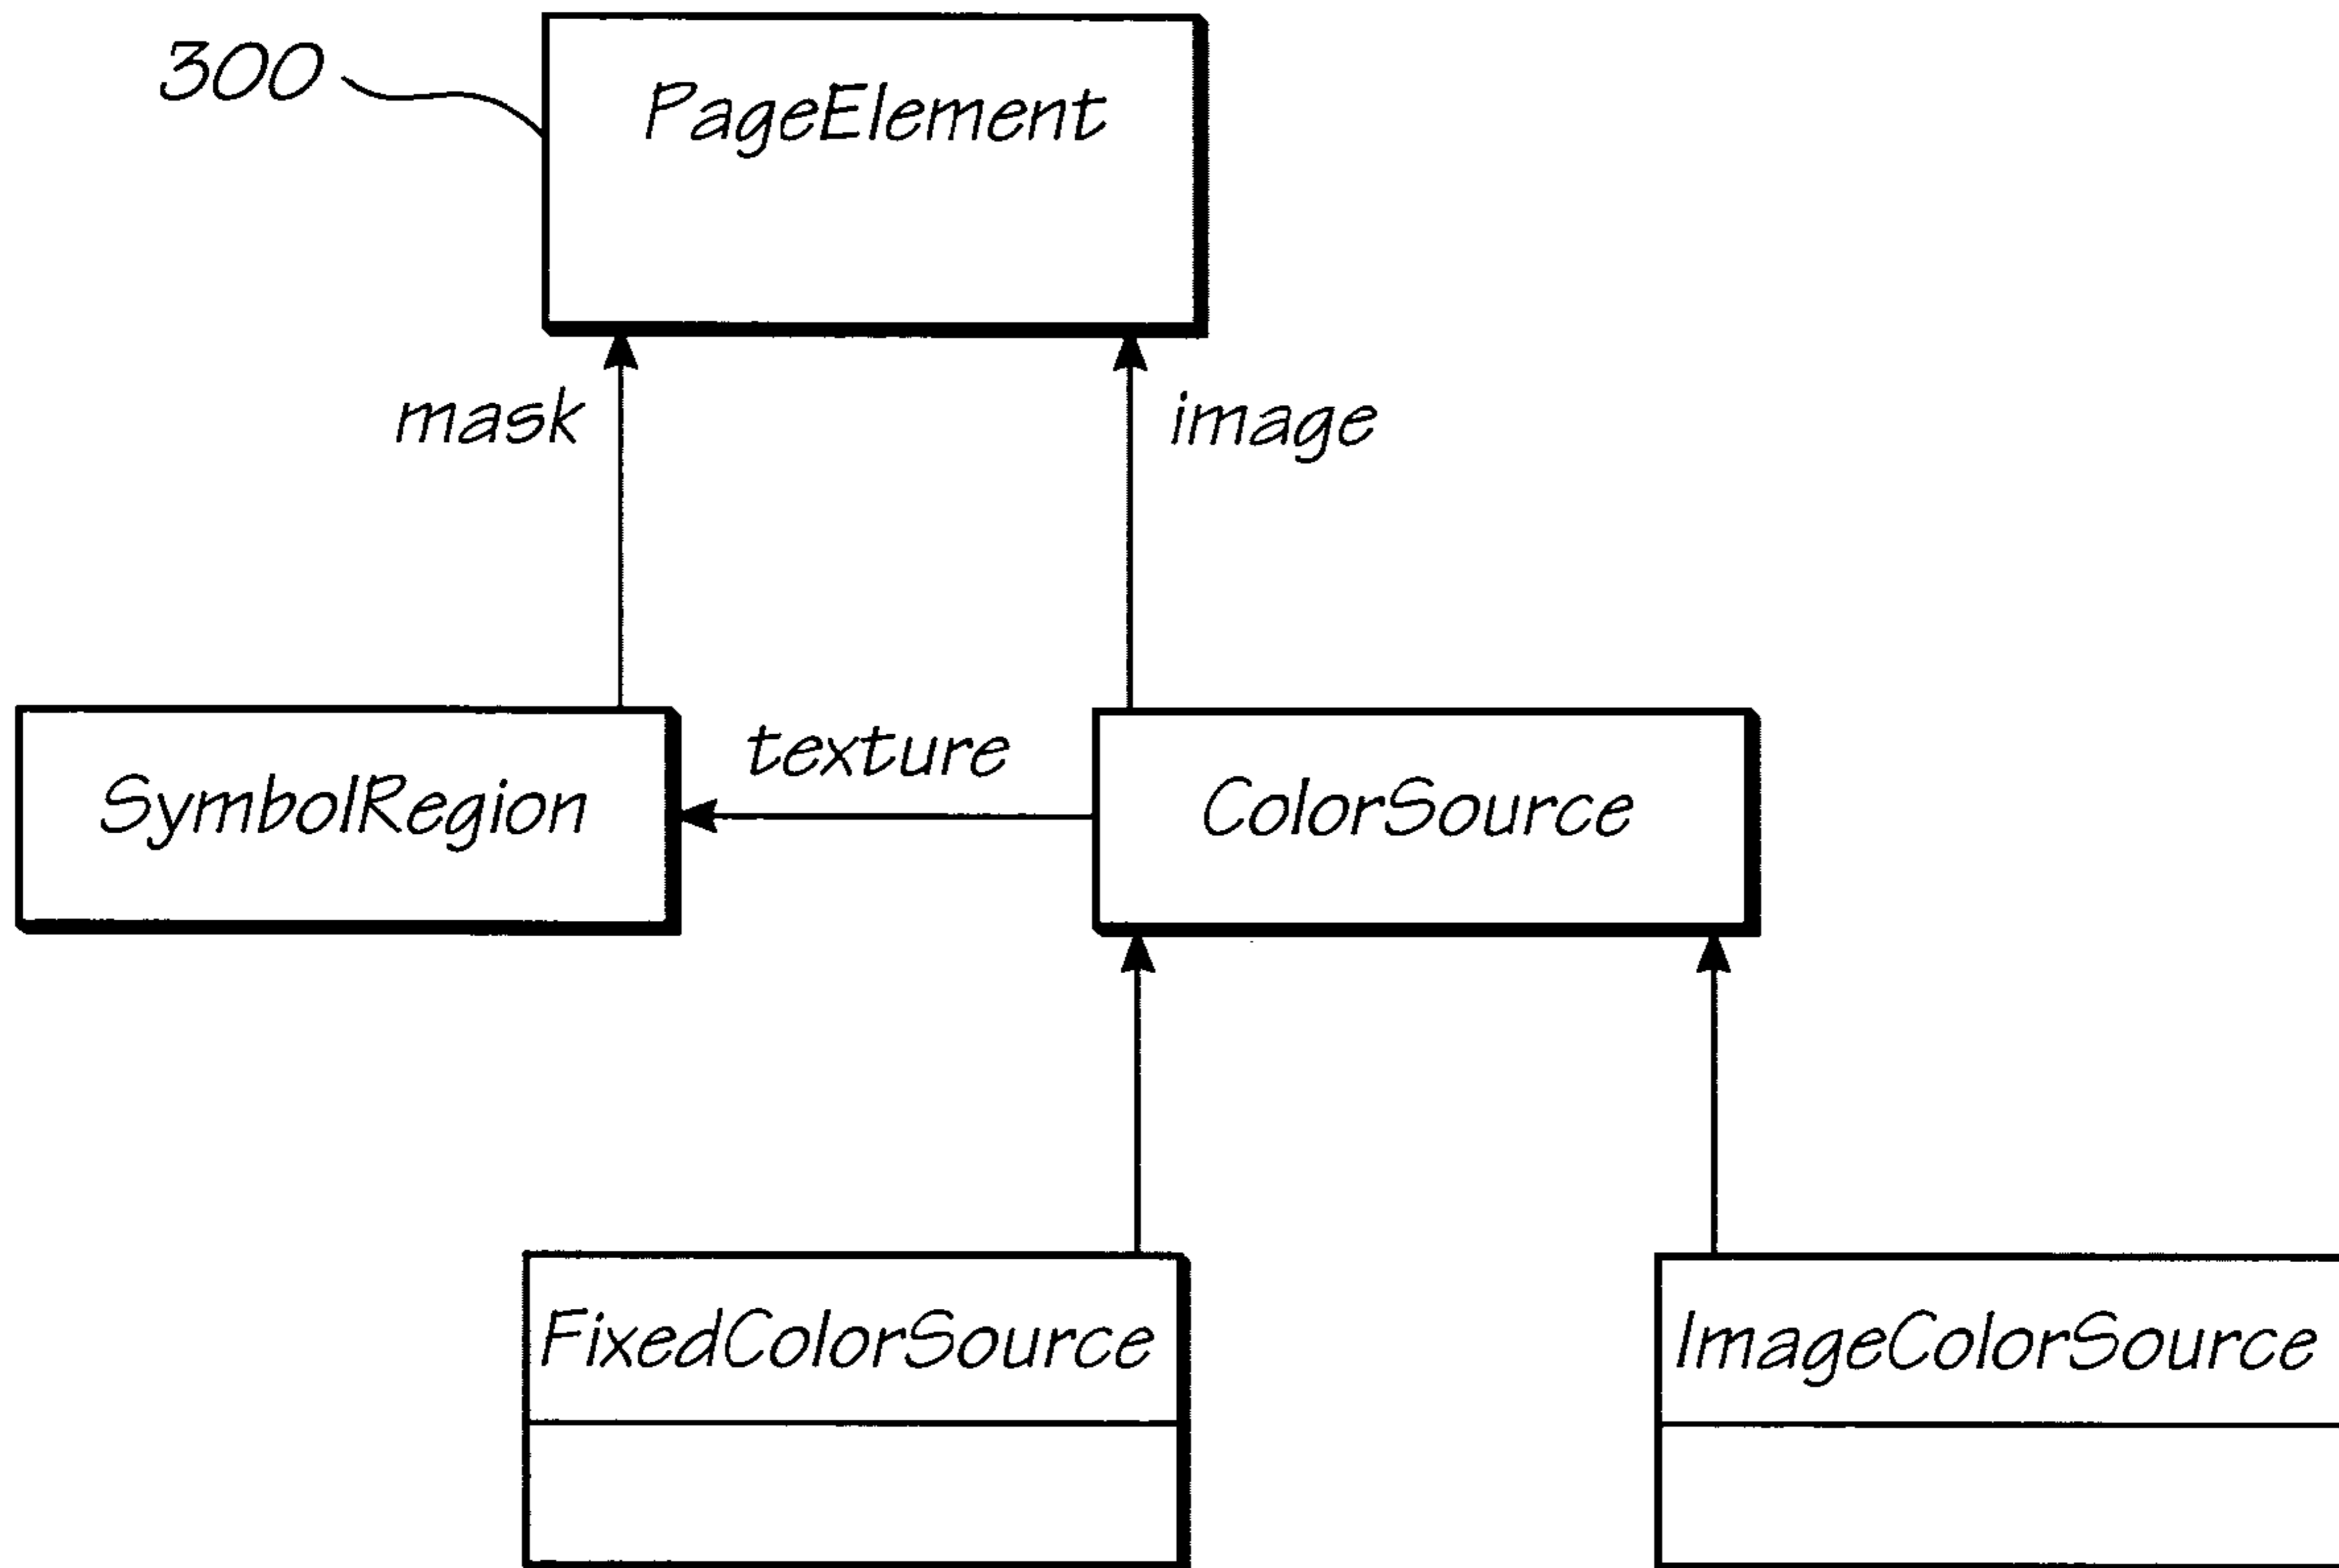 300
PageElement
mask
image
texture
SymbolRegion
ColorSource
FixedColorSource
ImageColorSource